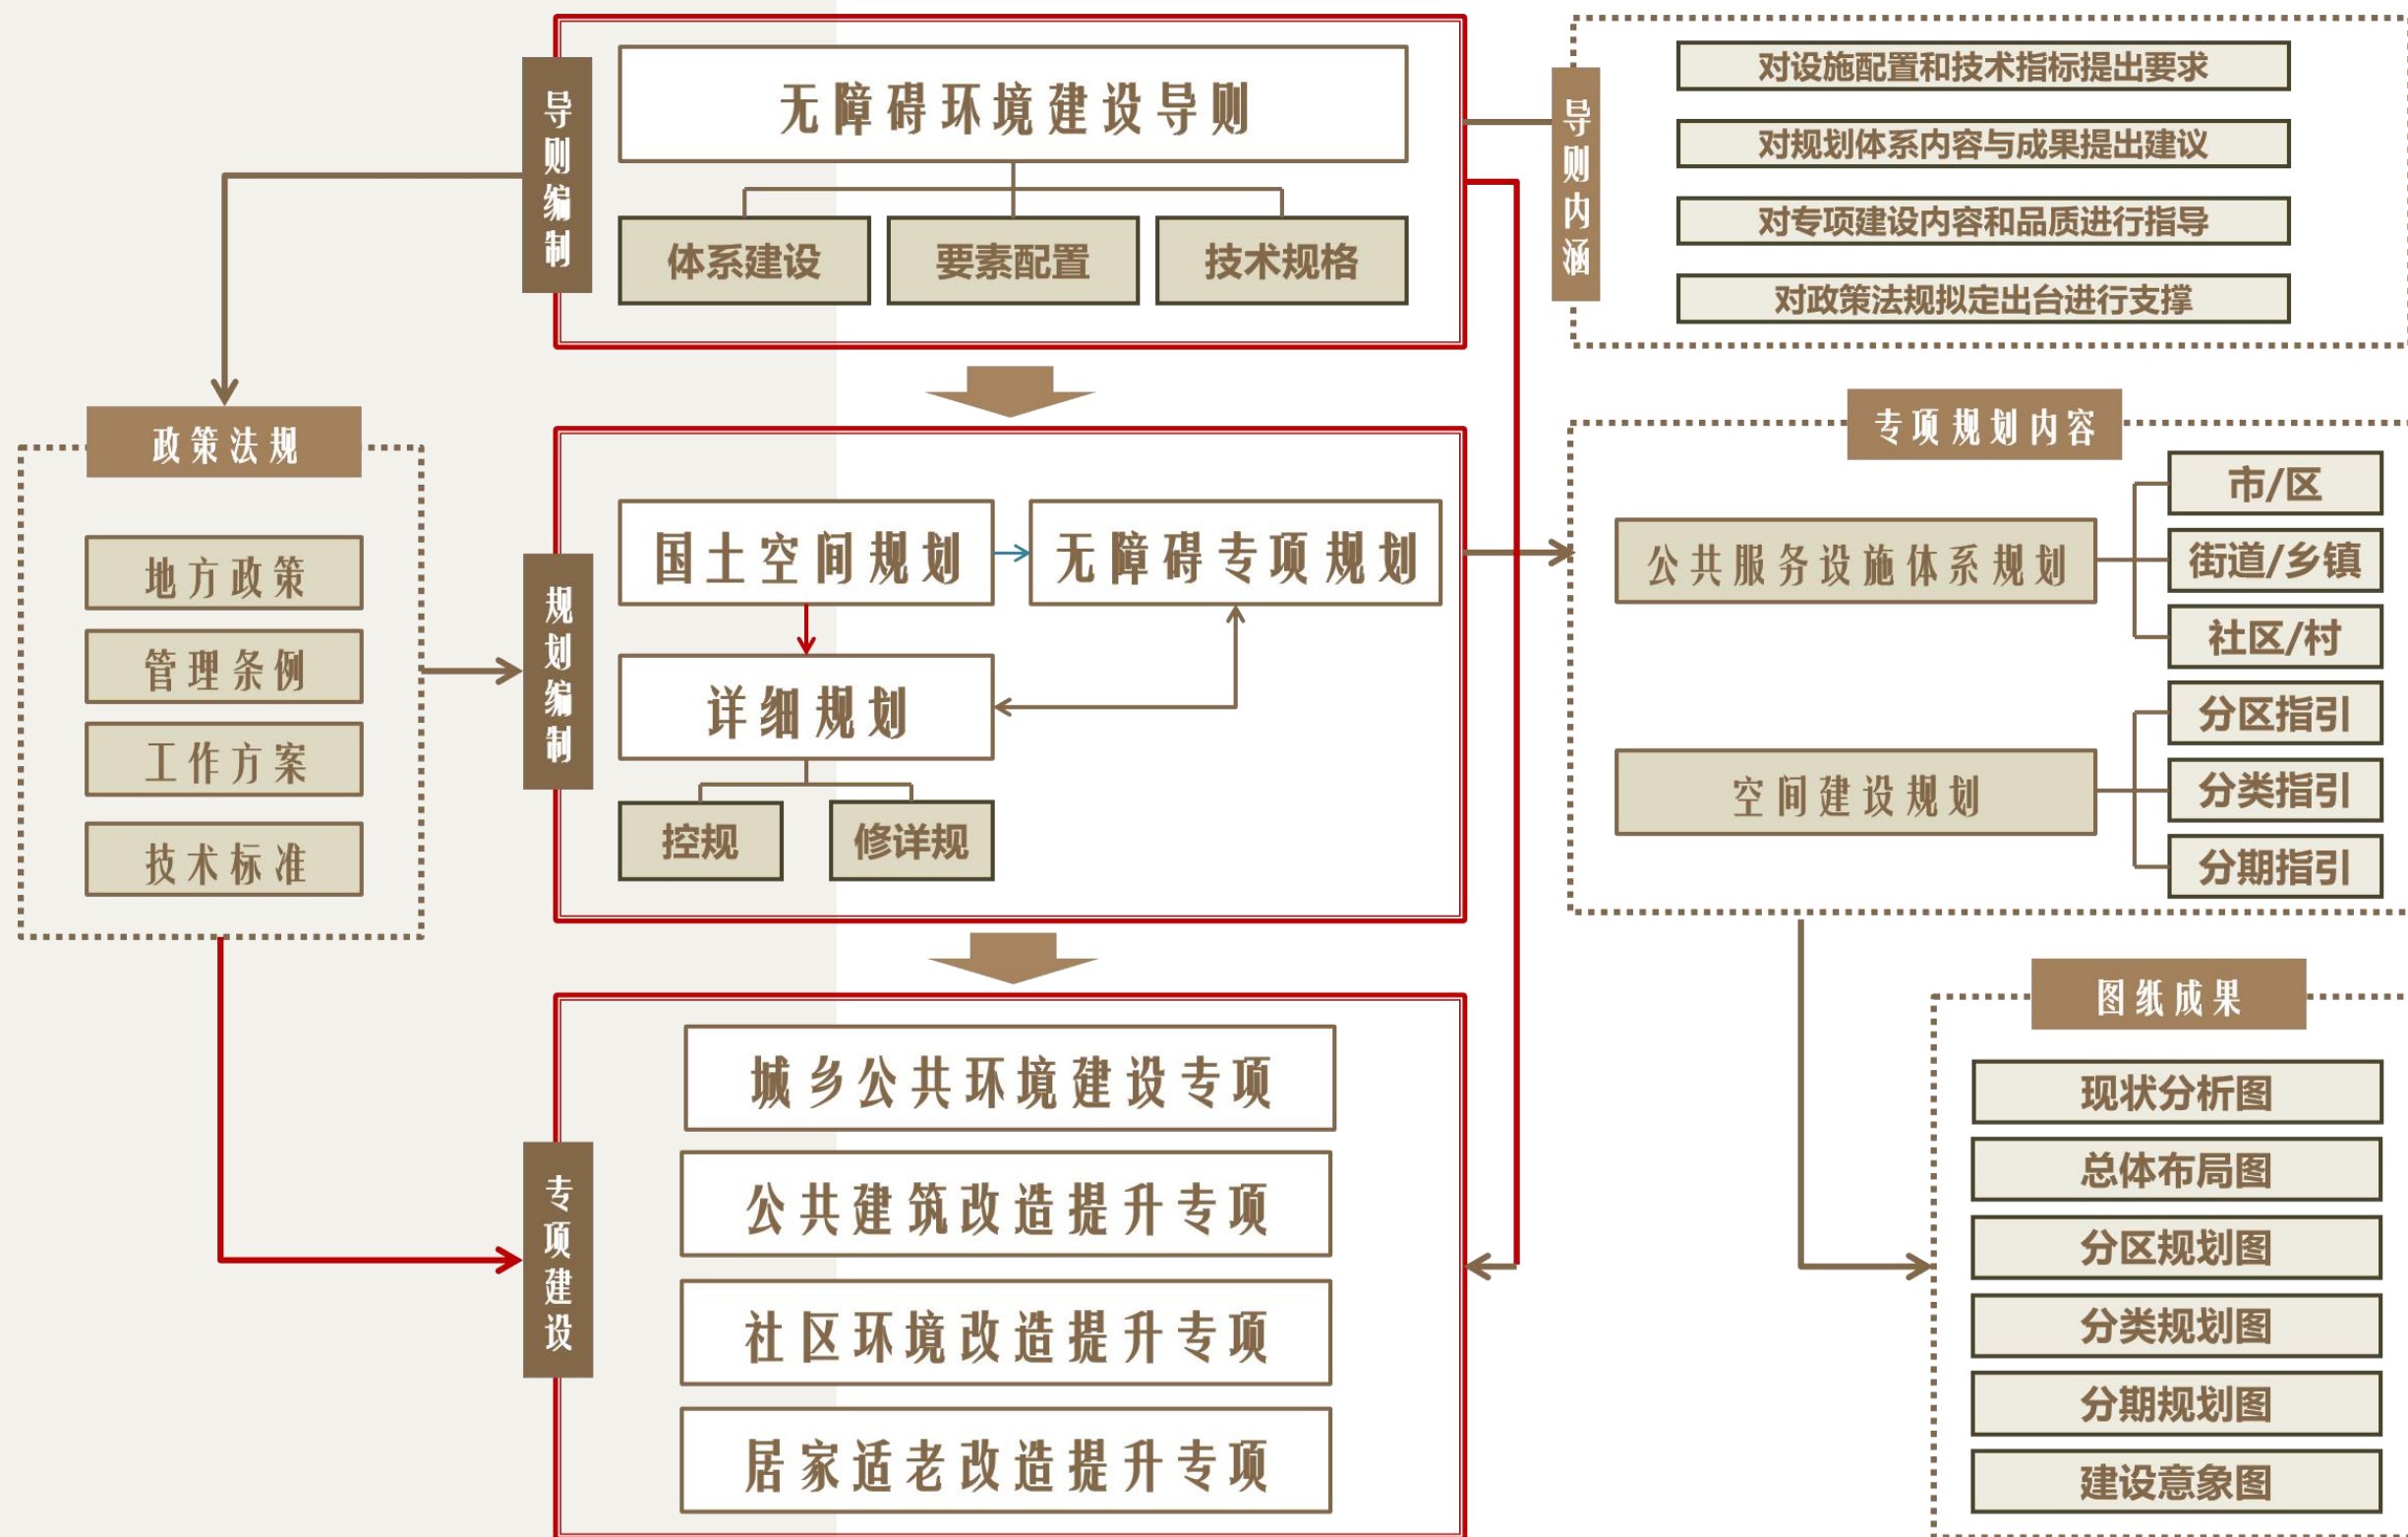 导则编制
无障碍环境建设导则
体系建设
要素配置
技术规格
导则内涵
对设施配置和技术指标提出要求
对规划体系内容与成果提出建议
对专项建设内容和品质进行指导
对政策法规拟定出台进行支撑
政策法规
地方政策
管理条例
工作方案
技术标准
规划编制
国土空间规划
无障碍专项规划
详细规划
控规
修详规
专项规划内容
公共服务设施体系规划
市/区
街道/乡镇
社区/村
空间建设规划
分区指引
分类指引
分期指引
专项建设
城乡公共环境建设专项
公共建筑改造提升专项
社区环境改造提升专项
居家适老改造提升专项
图纸成果
现状分析图
总体布局图
分区规划图
分类规划图
分期规划图
建设意象图